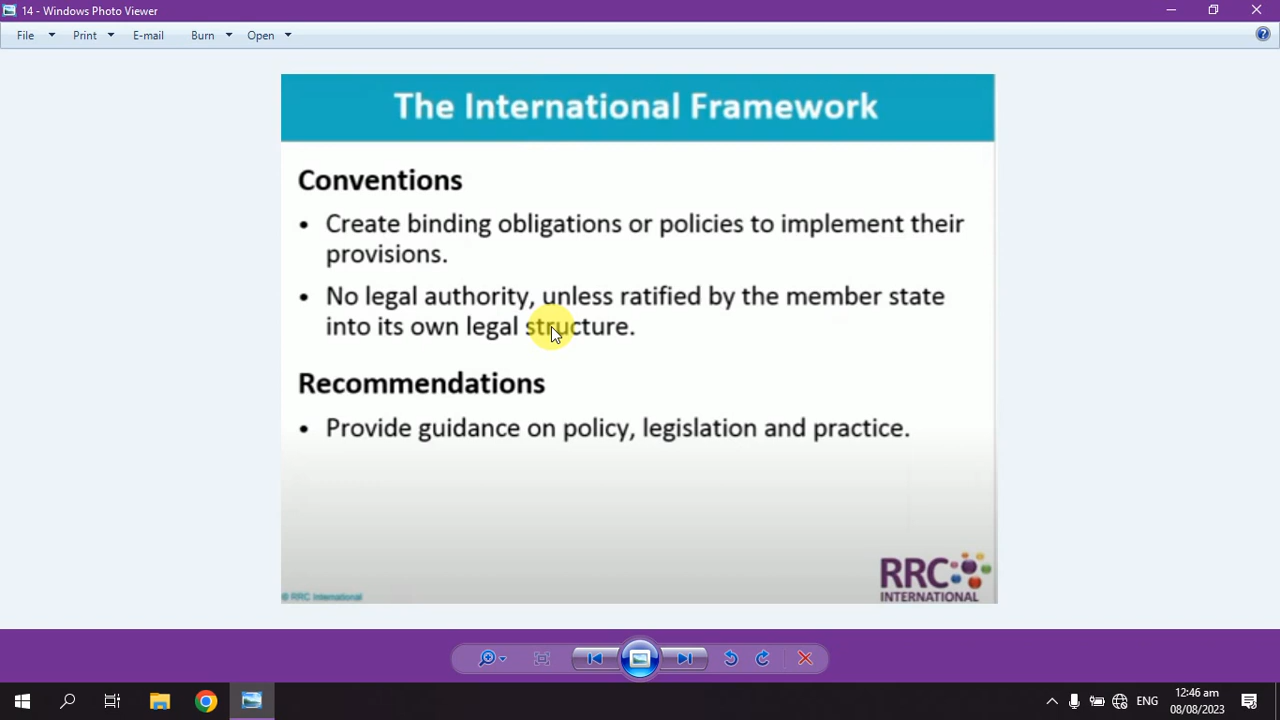 14 - Windows Photo Viewer
File Print E-mail Burn Open
The International Framework
Conventions
• Create binding obligations or policies to implement their
provisions.
• No legal authority, unless ratified by the member state
into its own legal structure.
Recommendations
• Provide guidance on policy, legislation and practice.
RRC
INTERNATIONAL
© RRC International
ENG
12:46 am
08/08/2023